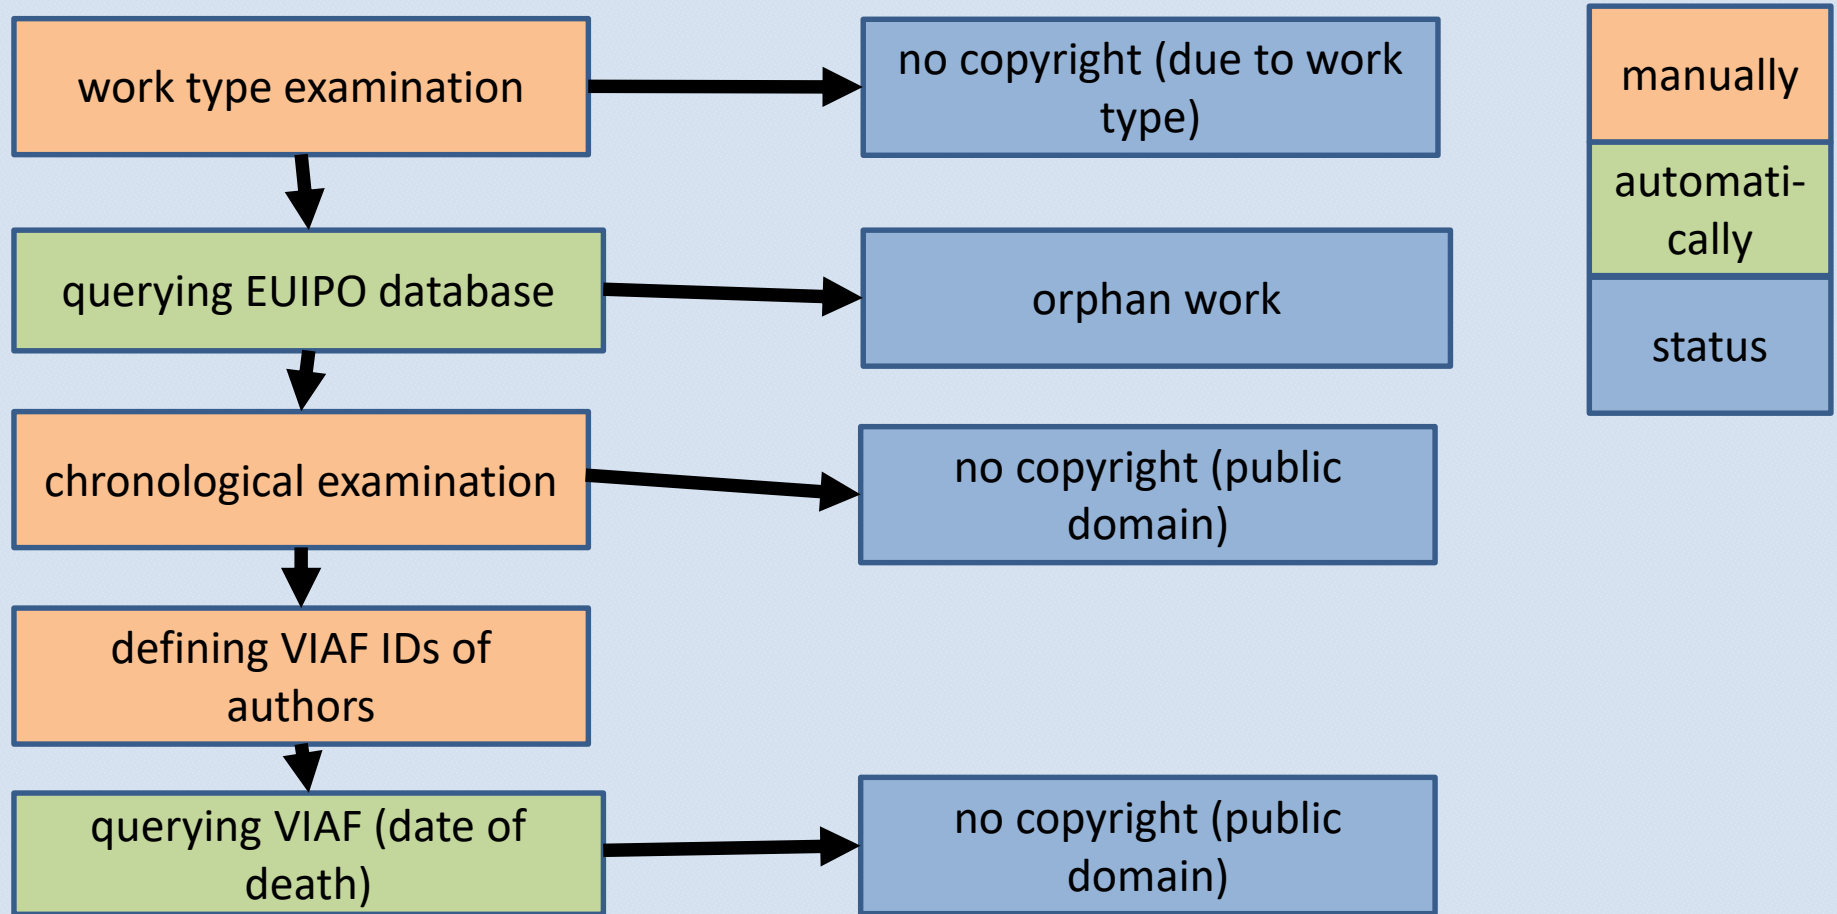 work type examination
no copyright (due to work
type)
manually
automati-
cally
status
querying EUIPO database
orphan work
chronological examination
no copyright (public
domain)
defining VIAF IDs of
authors
querying VIAF (date of
death)
no copyright (public
domain)